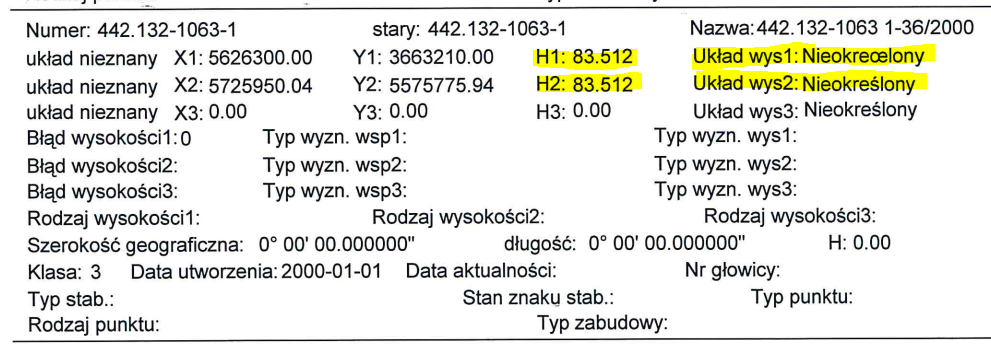 Numer: 442.132-1063-1 stary: 442.132-1063-1 Nazwa: 442.132-1063 1-36/2000
układ nieznany X1: 5626300.00 Y1: 3663210.00 H1: 83.512 Układ wys1: Nieokreœlony
układ nieznany X2: 5725950.04 Y2: 5575775.94 H2: 83.512 Układ wys2: Nieokreślony
układ nieznany X3: 0.00 Y3: 0.00 H3: 0.00 Układ wys3: Nieokreślony
Błąd wysokości1: 0 Typ wyzn. wsp1: Typ wyzn. wys1:
Błąd wysokości2: Typ wyzn. wsp2: Typ wyzn. wys2:
Błąd wysokości3: Typ wyzn. wsp3: Typ wyzn. wys3:
Rodzaj wysokości1: Rodzaj wysokości2: Rodzaj wysokości3:
Szerokość geograficzna: 0° 00' 00.000000" długość: 0° 00' 00.000000" H: 0.00
Klasa: 3 Data utworzenia: 2000-01-01 Data aktualności: Nr głowicy:
Typ stab.: Stan znaku stab.: Typ punktu:
Rodzaj punktu: Typ zabudowy: